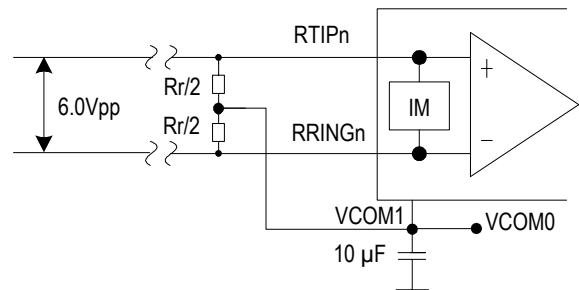 RTIPn
Rr/2
6.0Vpp
IM
Rr/2
RRINGn
+
−
VCOM1
VCOM0
10 µF